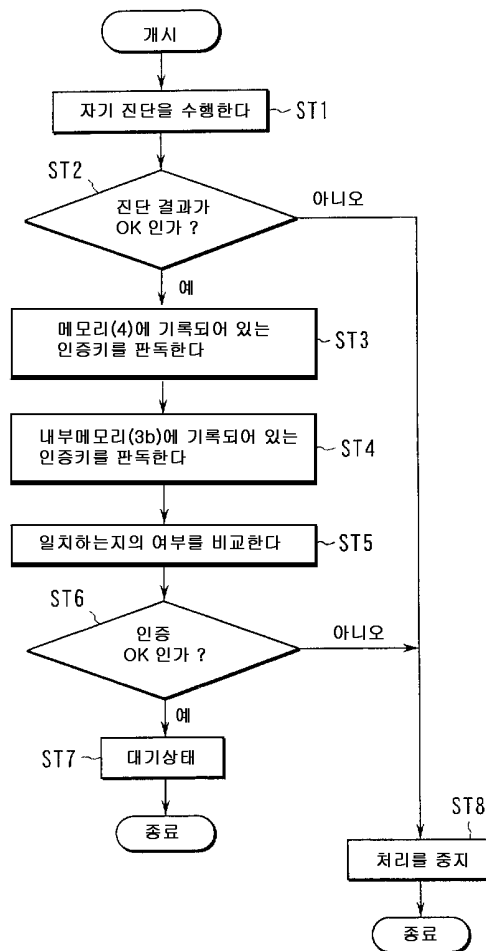 개시
자기 진단을 수행한다
ST1
ST2
진단 결과가
OK 인가 ?
아니오
예
메모리(4)에 기록되어 있는
인증키를 판독한다
ST3
내부메모리(3b)에 기록되어 있는
인증키를 판독한다
ST4
일치하는지의 여부를 비교한다
ST5
ST6
인증
OK 인가 ?
아니오
예
ST7
대기상태
종료
ST8
처리를 중지
종료